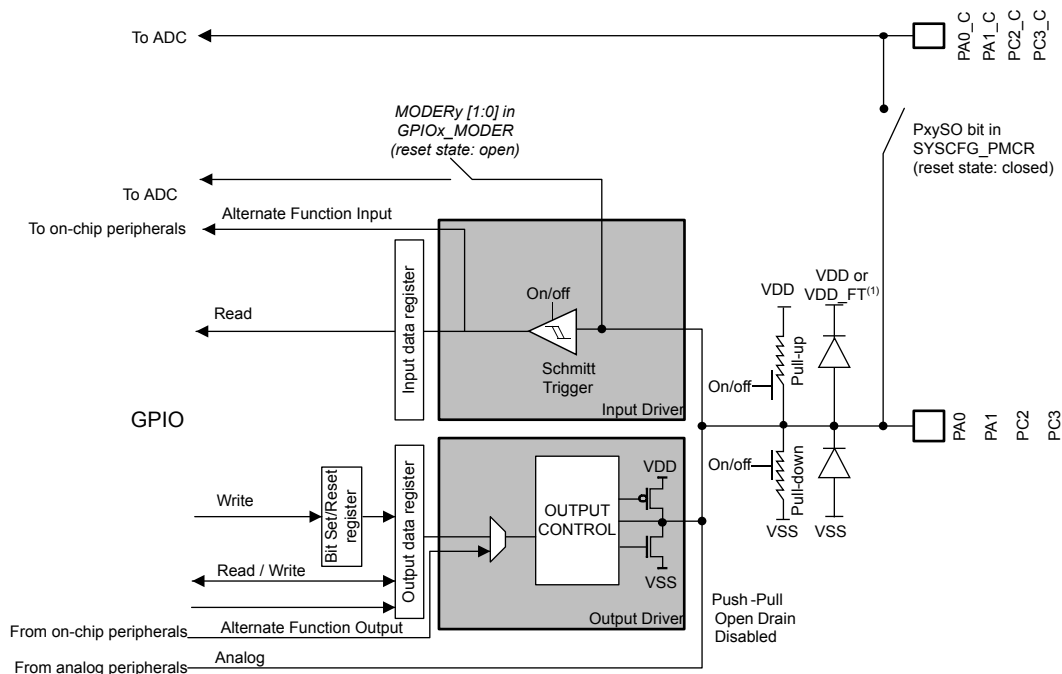 To ADC
PA0_C
PA1_C
PC2_C
PC3_C
MODERy [1:0] in
GPIOx_MODER
(reset state: open)
PxySO bit in
SYSCFG_PMCR
(reset state: closed)
To ADC
Alternate Function Input
To on-chip peripherals
Input data register
On/off
VDD
VDD or
VDD_FT(1)
Read
Schmitt
Trigger
Pull-up
On/off
Input Driver
GPIO
PA0
PA1
PC2
PC3
On/off
Pull-down
VDD
Write
Bit Set/Reset
register
Output data register
OUTPUT
CONTROL
VSS
VSS
VSS
Read / Write
Push -Pull
Open Drain
Disabled
Output Driver
From on-chip peripherals
Alternate Function Output
Analog
From analog peripherals